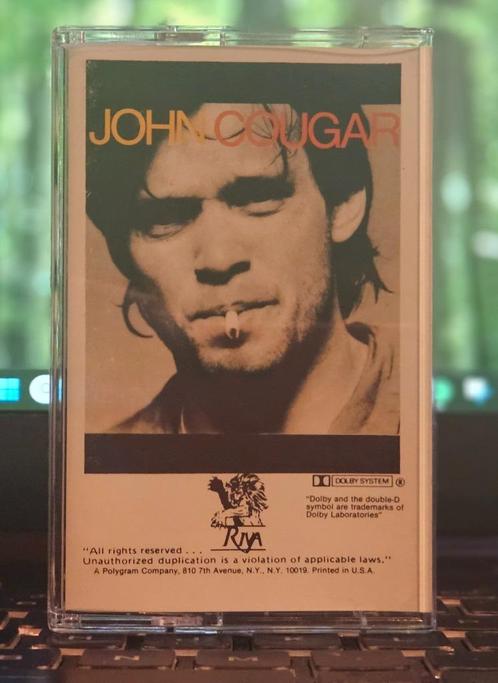 JOHN COUGAR
DOLBY SYSTEM ®
"Dolby and the double-D
symbol are trademarks of
Dolby Laboratories"
RIVA
"All rights reserved . . .
Unauthorized duplication is a violation of applicable laws."
A Polygram Company, 810 7th Avenue, N.Y., N.Y. 10019. Printed in U.S.A.